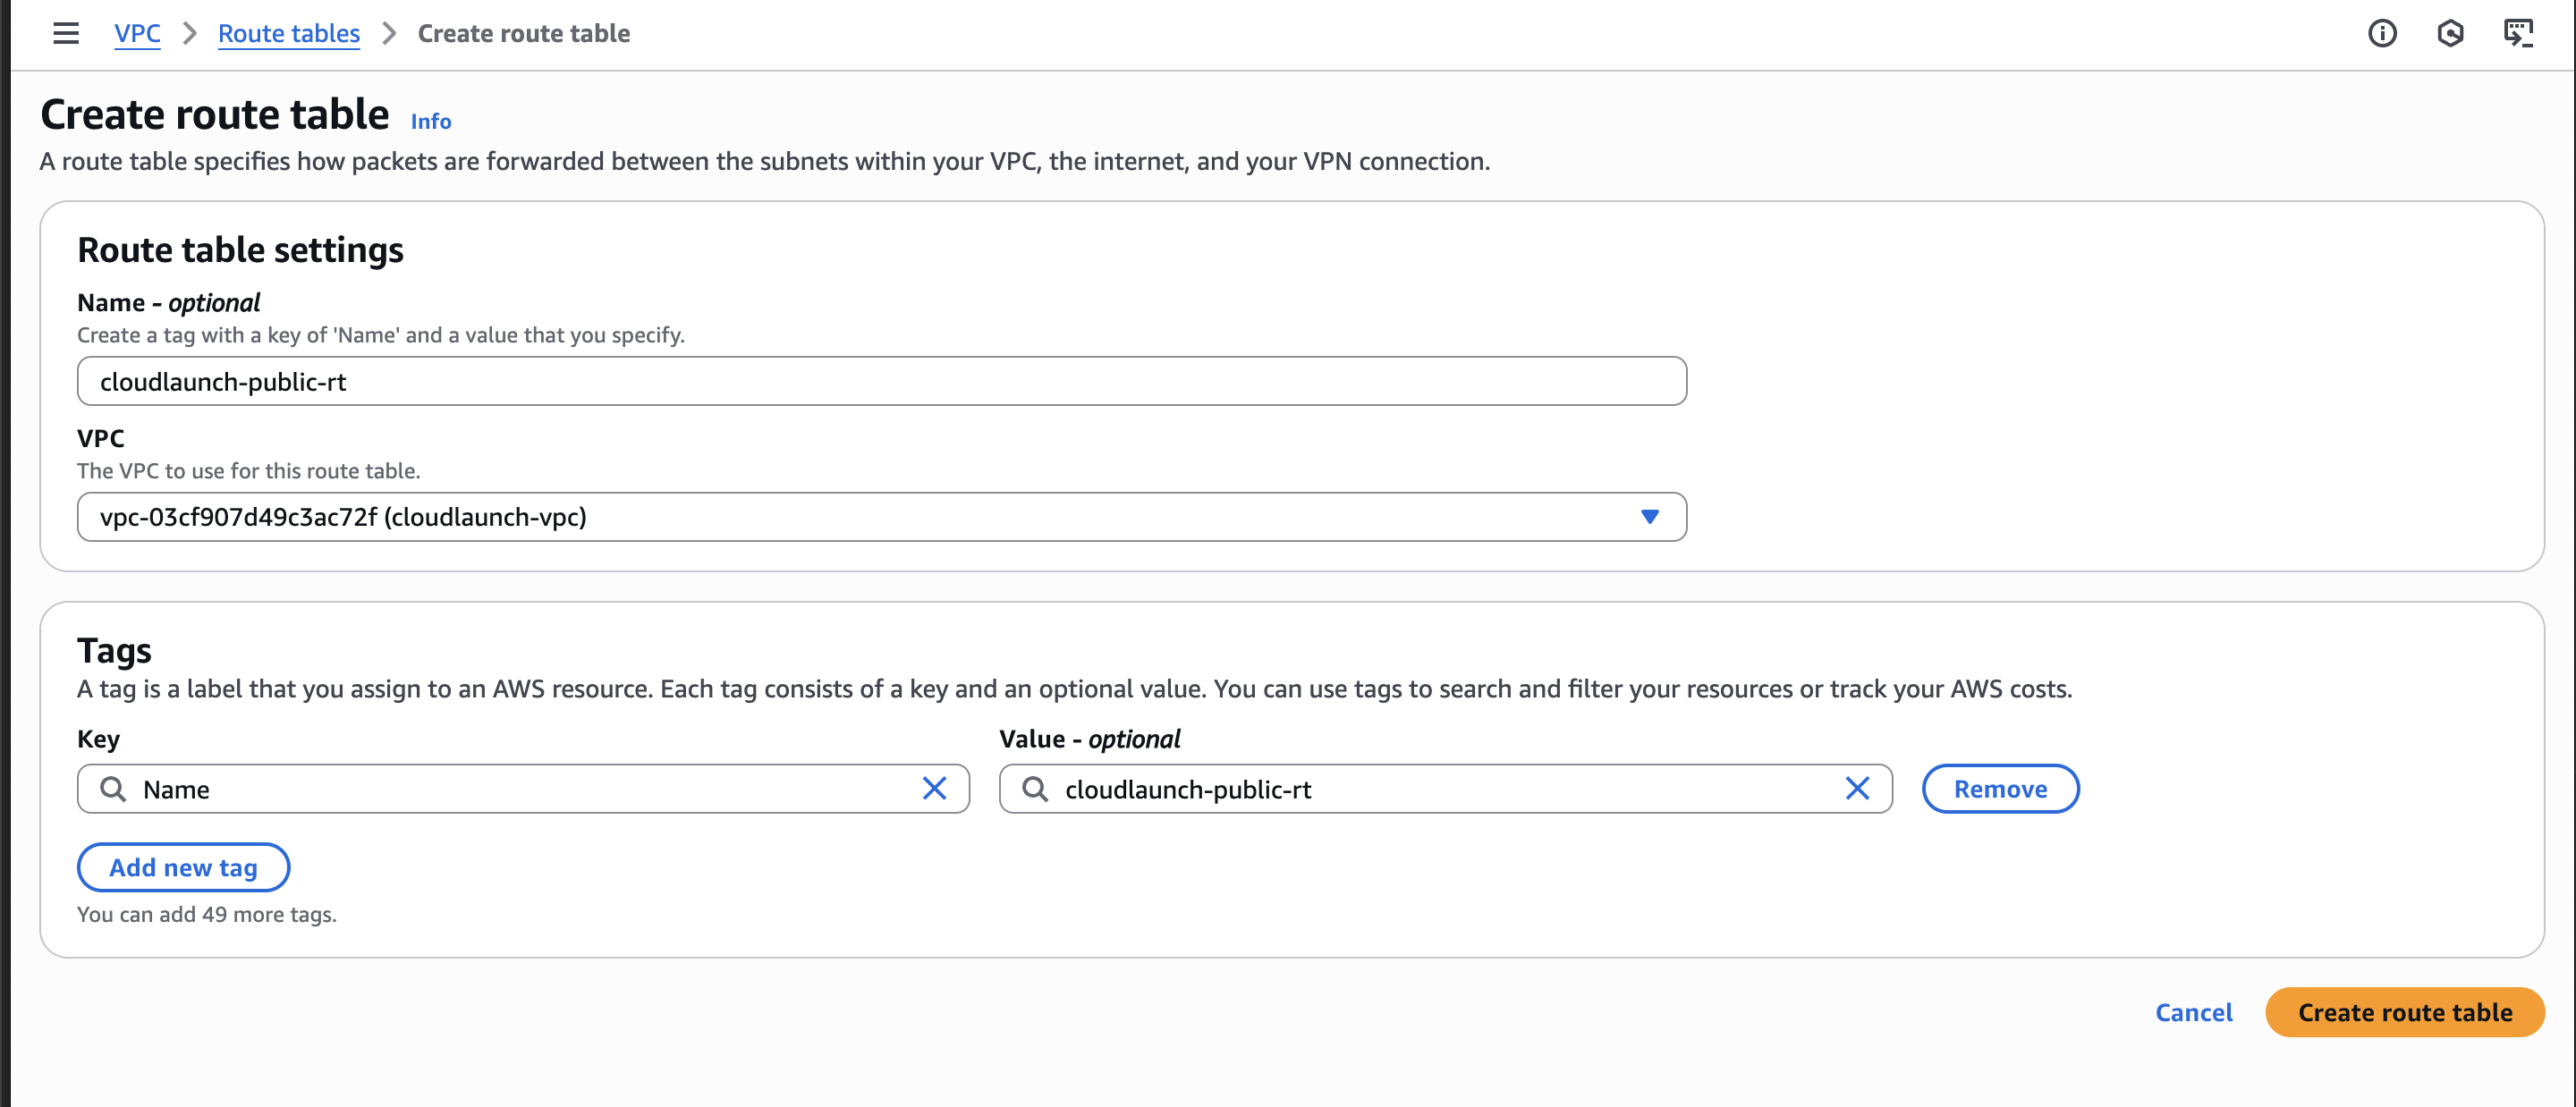 VPC > Route tables > Create route table
Create route table Info
A route table specifies how packets are forwarded between the subnets within your VPC, the internet, and your VPN connection.
Route table settings
Name - optional
Create a tag with a key of 'Name' and a value that you specify.
cloudlaunch-public-rt
VPC
The VPC to use for this route table.
vpc-03cf907d49c3ac72f (cloudlaunch-vpc)
Tags
A tag is a label that you assign to an AWS resource. Each tag consists of a key and an optional value. You can use tags to search and filter your resources or track your AWS costs.
Key Value - optional
Name cloudlaunch-public-rt Remove
Add new tag
You can add 49 more tags.
Cancel Create route table